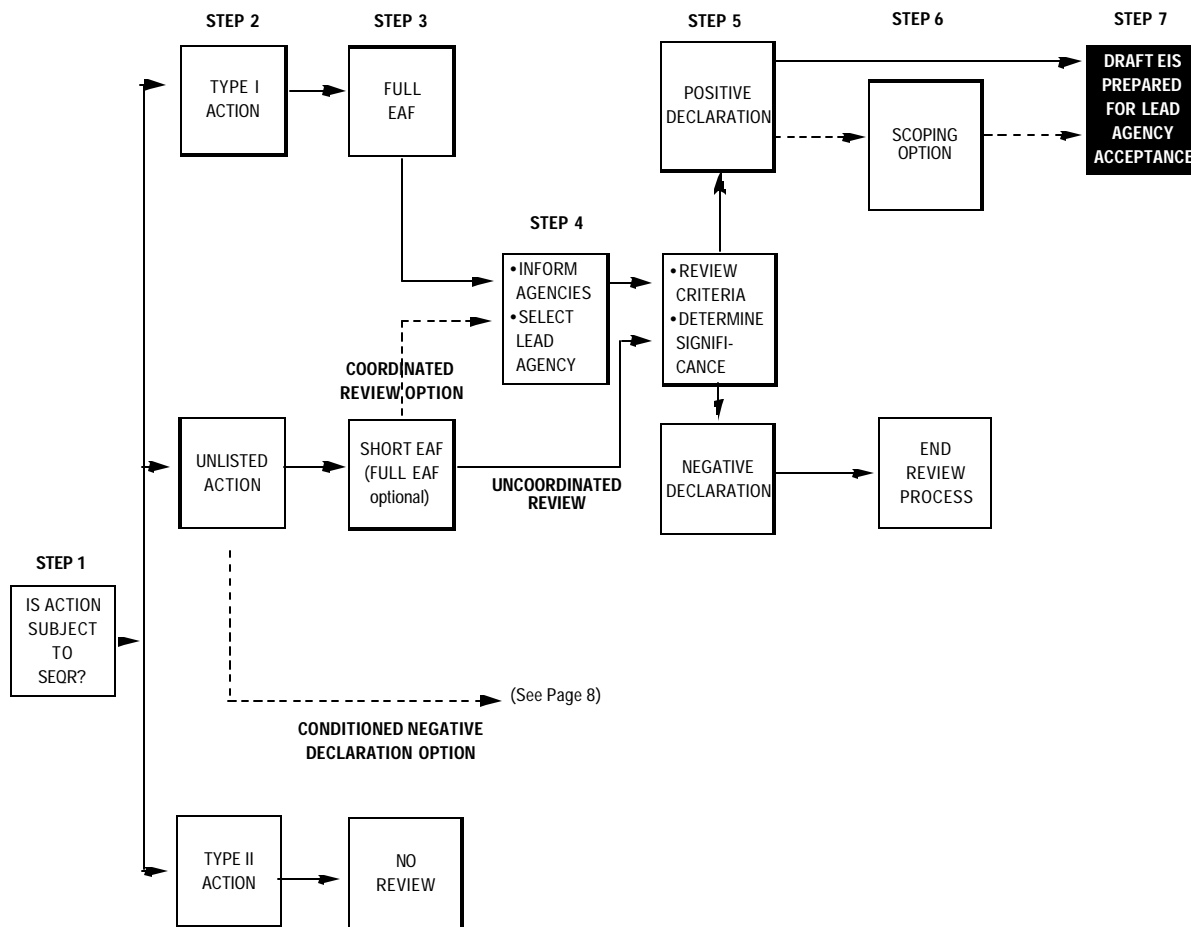 STEP 2
STEP 3
STEP 5
STEP 6
STEP 7
TYPE I
ACTION
FULL
EAF
POSITIVE
DECLARATION
SCOPING
OPTION
DRAFT EIS
PREPARED
FOR LEAD
AGENCY
ACCEPTANCE
STEP 4
•INFORM
AGENCIES
•SELECT
LEAD
AGENCY
•REVIEW
CRITERIA
•DETERMINE
SIGNIFI-
CANCE
COORDINATED
REVIEW OPTION
UNLISTED
ACTION
SHORT EAF
(FULL EAF
optional)
UNCOORDINATED
REVIEW
NEGATIVE
DECLARATION
END
REVIEW
PROCESS
STEP 1
IS ACTION
SUBJECT
TO
SEQR?
(See Page 8)
CONDITIONED NEGATIVE
DECLARATION OPTION
TYPE II
ACTION
NO
REVIEW